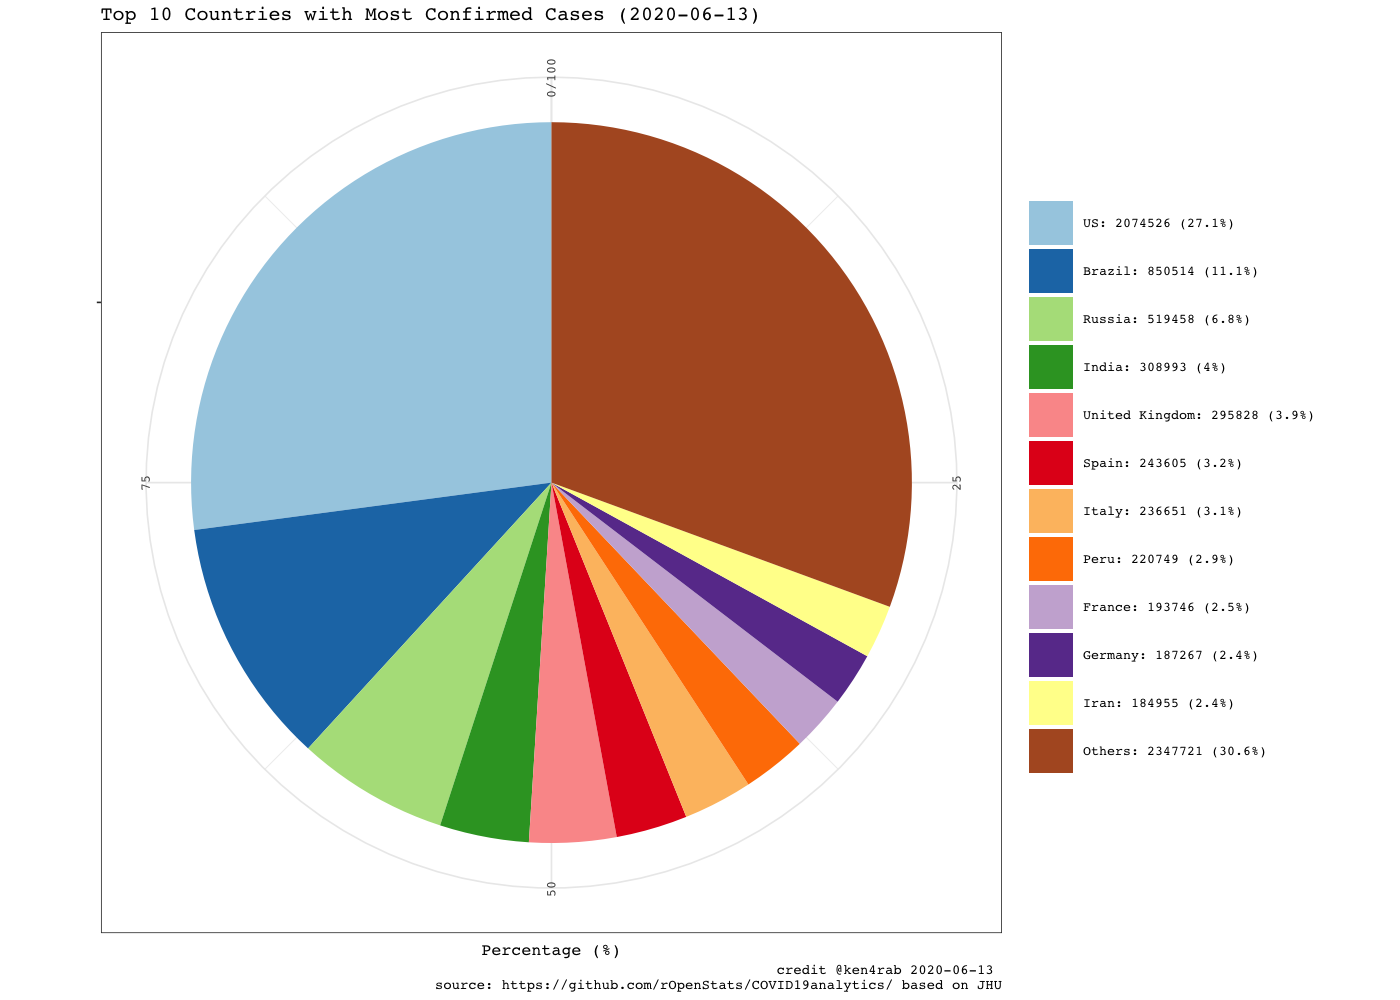 Top 10 Countries with Most Confirmed Cases (2020-06-13)
0/100
25
50
75
US: 2074526 (27.1%)
Brazil: 850514 (11.1%)
Russia: 519458 (6.8%)
India: 308993 (4%)
United Kingdom: 295828 (3.9%)
Spain: 243605 (3.2%)
Italy: 236651 (3.1%)
Peru: 220749 (2.9%)
France: 193746 (2.5%)
Germany: 187267 (2.4%)
Iran: 184955 (2.4%)
Others: 2347721 (30.6%)
Percentage (%)
credit @ken4rab 2020-06-13
source: https://github.com/rOpenStats/COVID19analytics/ based on JHU